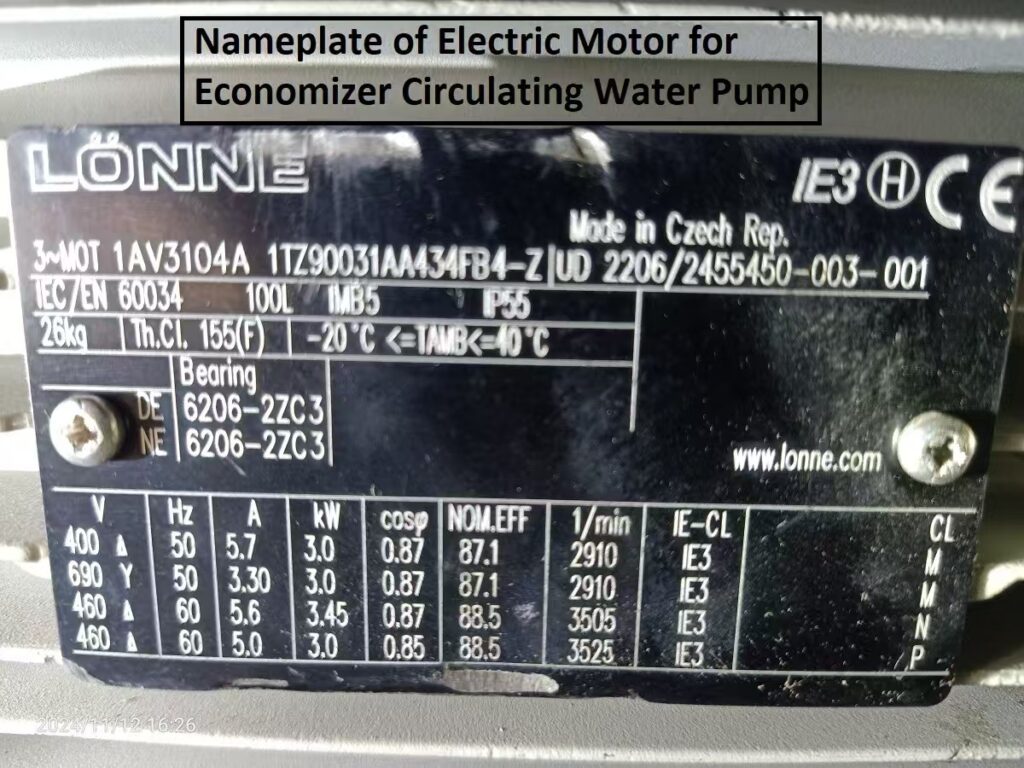 Nameplate of Electric Motor for
Economizer Circulating Water Pump
LÖNNE IE3 H CE
Made in Czech Rep.
3~MOT 1AV3104A 1TZ90031AA434FB4-Z UD 2206/2455450-003-001
IEC/EN 60034 100L IMB5 IP55
26kg Th.Cl. 155(F) -20°C <=TAMB<=40°C
Bearing
DE 6206-2ZC3
NE 6206-2ZC3
www.lonne.com
V Hz A kW cosφ NOM.EFF 1/min IE-CL CL
400 Δ 50 5.7 3.0 0.87 87.1 2910 IE3 M
690 Y 50 3.30 3.0 0.87 87.1 2910 IE3 M
460 Δ 60 5.6 3.45 0.87 88.5 3505 IE3 N
460 Δ 60 5.0 3.0 0.85 88.5 3525 IE3 P
2024/11/12 16:26